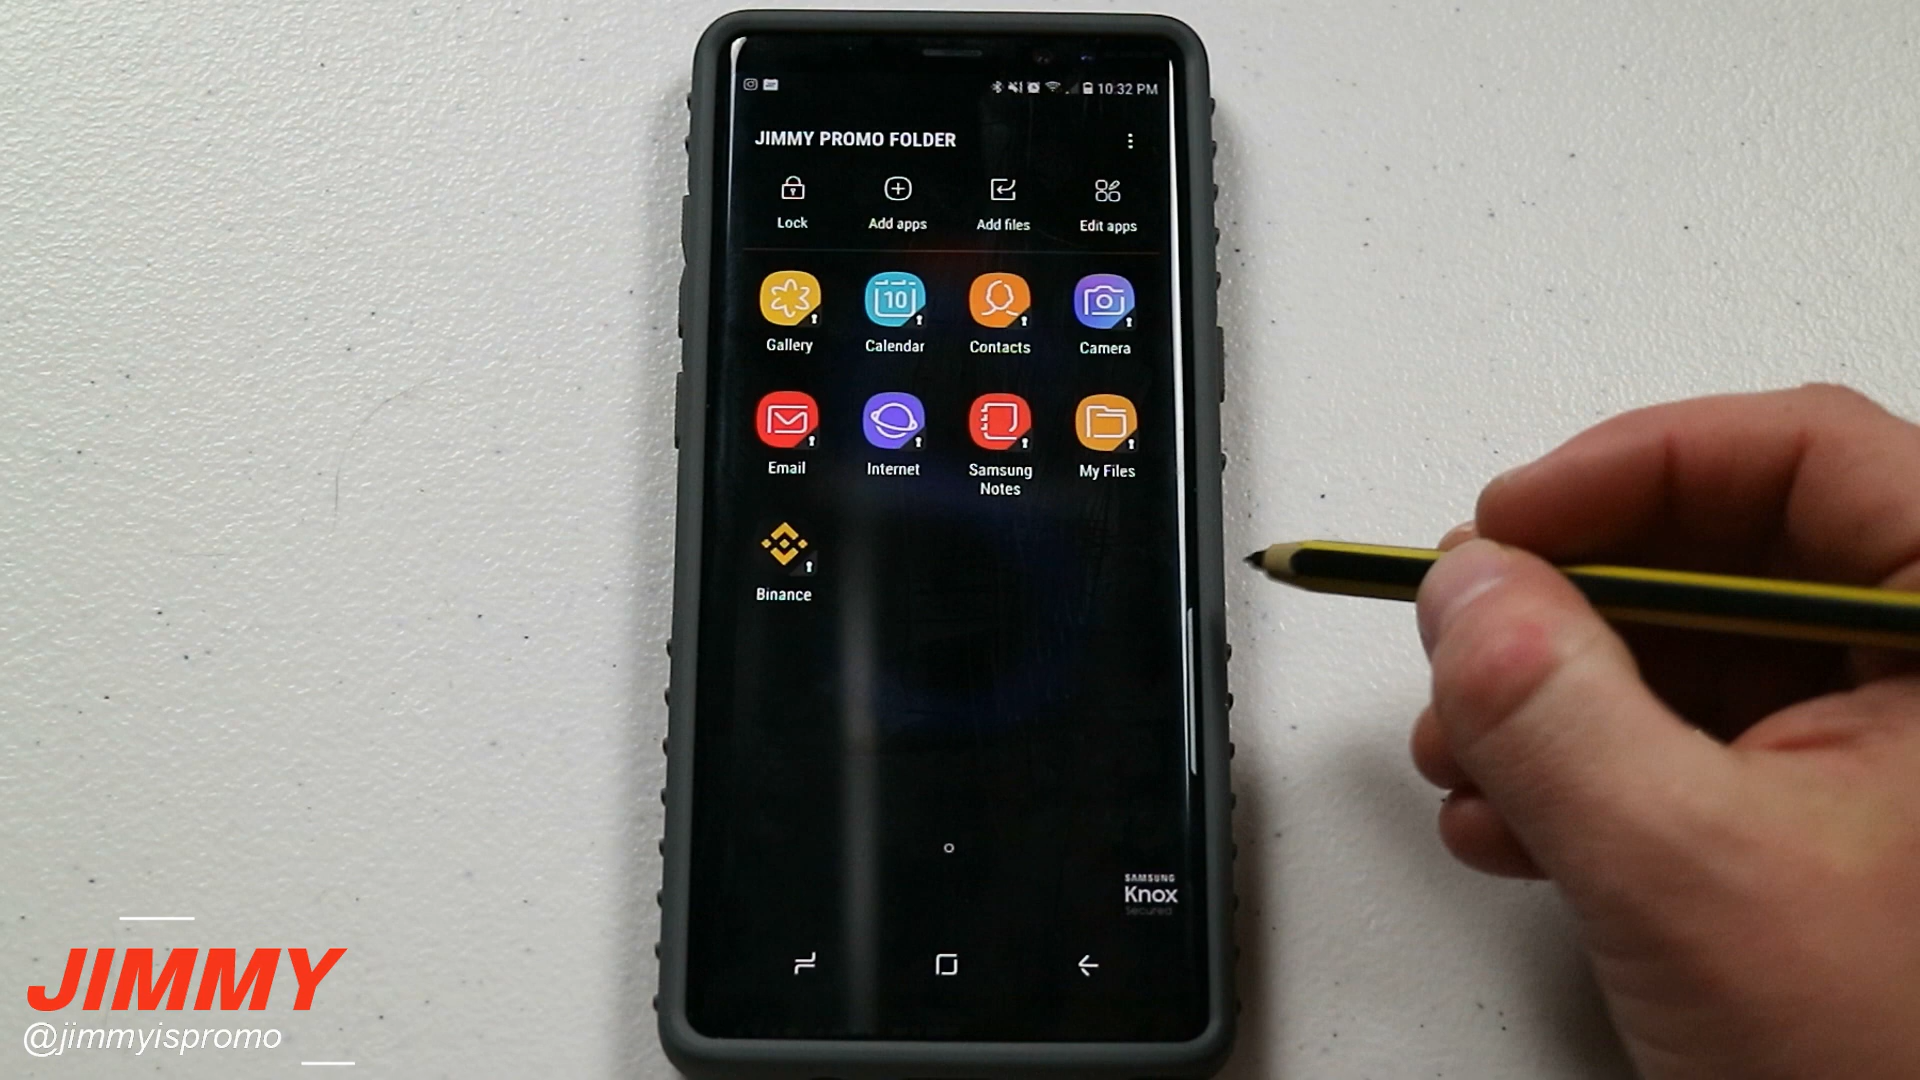 10:32 PM
JIMMY PROMO FOLDER
Lock Add apps Add files Edit apps
10
Gallery Calendar Contacts Camera
Email Internet Samsung Notes My Files
Binance
SAMSUNG
Knox
Secured
JIMMY
@jimmyispromo